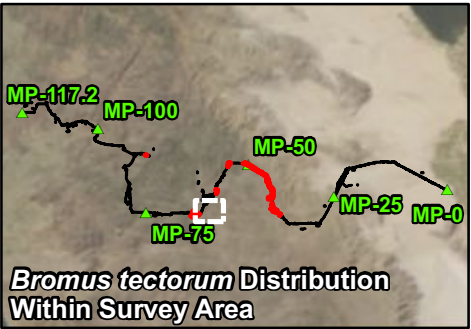 MP-117.2
MP-100
MP-50
MP-25
MP-0
MP-75
Bromus tectorum Distribution
Within Survey Area